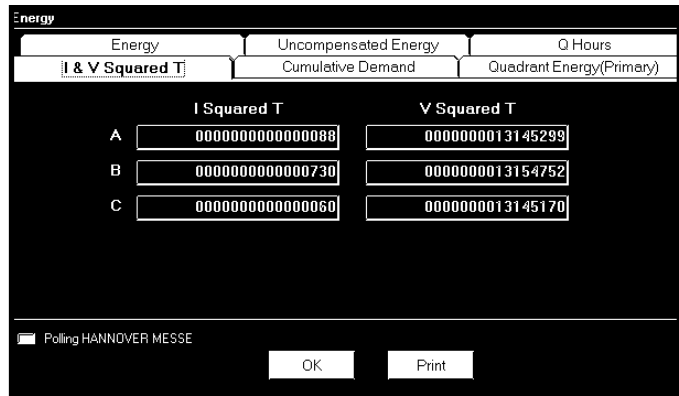 Energy
Energy Uncompensated Energy Q Hours
I & V Squared T Cumulative Demand Quadrant Energy(Primary)
I Squared T V Squared T
A 0000000000000088 0000000013145299
B 0000000000000730 0000000013154752
C 0000000000000060 0000000013145170
Polling HANNOVER MESSE
OK Print